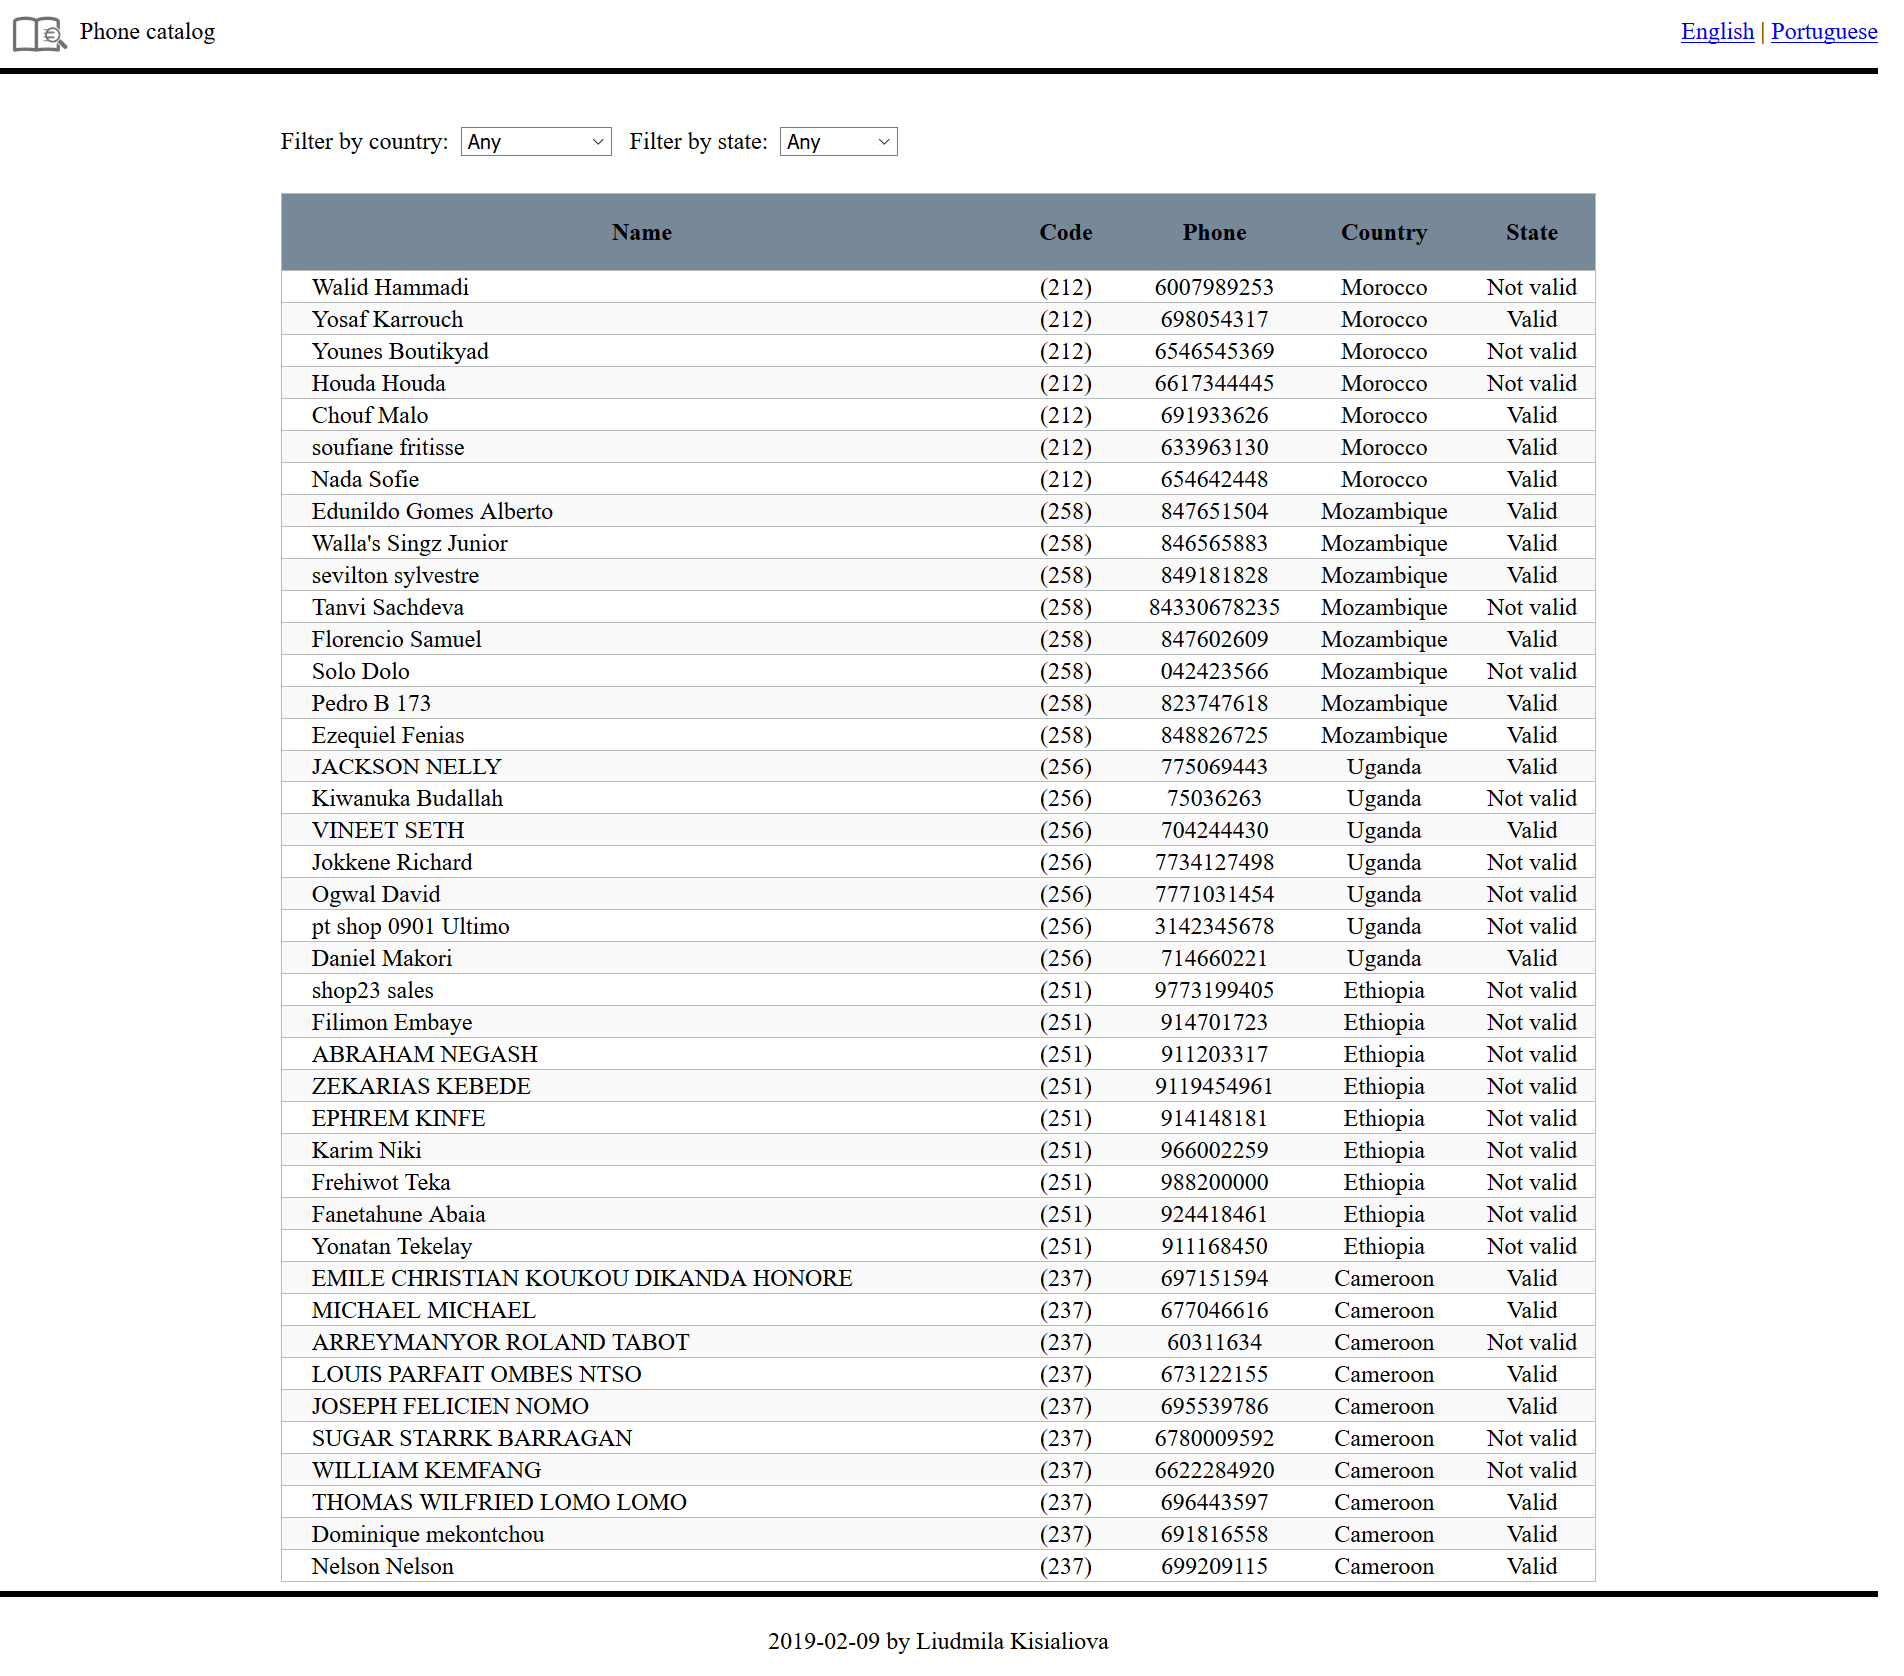 Phone catalog
English | Portuguese
Filter by country: Any Filter by state: Any
Name Code Phone Country State
Walid Hammadi (212) 6007989253 Morocco Not valid
Yosaf Karrouch (212) 698054317 Morocco Valid
Younes Boutikyad (212) 6546545369 Morocco Not valid
Houda Houda (212) 6617344445 Morocco Not valid
Chouf Malo (212) 691933626 Morocco Valid
soufiane fritisse (212) 633963130 Morocco Valid
Nada Sofie (212) 654642448 Morocco Valid
Edunildo Gomes Alberto (258) 847651504 Mozambique Valid
Walla's Singz Junior (258) 846565883 Mozambique Valid
sevilton sylvestre (258) 849181828 Mozambique Valid
Tanvi Sachdeva (258) 84330678235 Mozambique Not valid
Florencio Samuel (258) 847602609 Mozambique Valid
Solo Dolo (258) 042423566 Mozambique Not valid
Pedro B 173 (258) 823747618 Mozambique Valid
Ezequiel Fenias (258) 848826725 Mozambique Valid
JACKSON NELLY (256) 775069443 Uganda Valid
Kiwanuka Budallah (256) 75036263 Uganda Not valid
VINEET SETH (256) 704244430 Uganda Valid
Jokkene Richard (256) 7734127498 Uganda Not valid
Ogwal David (256) 7771031454 Uganda Not valid
pt shop 0901 Ultimo (256) 3142345678 Uganda Not valid
Daniel Makori (256) 714660221 Uganda Valid
shop23 sales (251) 9773199405 Ethiopia Not valid
Filimon Embaye (251) 914701723 Ethiopia Not valid
ABRAHAM NEGASH (251) 911203317 Ethiopia Not valid
ZEKARIAS KEBEDE (251) 9119454961 Ethiopia Not valid
EPHREM KINFE (251) 914148181 Ethiopia Not valid
Karim Niki (251) 966002259 Ethiopia Not valid
Frehiwot Teka (251) 988200000 Ethiopia Not valid
Fanetahune Abaia (251) 924418461 Ethiopia Not valid
Yonatan Tekelay (251) 911168450 Ethiopia Not valid
EMILE CHRISTIAN KOUKOU DIKANDA HONORE (237) 697151594 Cameroon Valid
MICHAEL MICHAEL (237) 677046616 Cameroon Valid
ARREYMANYOR ROLAND TABOT (237) 60311634 Cameroon Not valid
LOUIS PARFAIT OMBES NTSO (237) 673122155 Cameroon Valid
JOSEPH FELICIEN NOMO (237) 695539786 Cameroon Valid
SUGAR STARRK BARRAGAN (237) 6780009592 Cameroon Not valid
WILLIAM KEMFANG (237) 6622284920 Cameroon Not valid
THOMAS WILFRIED LOMO LOMO (237) 696443597 Cameroon Valid
Dominique mekontchou (237) 691816558 Cameroon Valid
Nelson Nelson (237) 699209115 Cameroon Valid
2019-02-09 by Liudmila Kisialiova